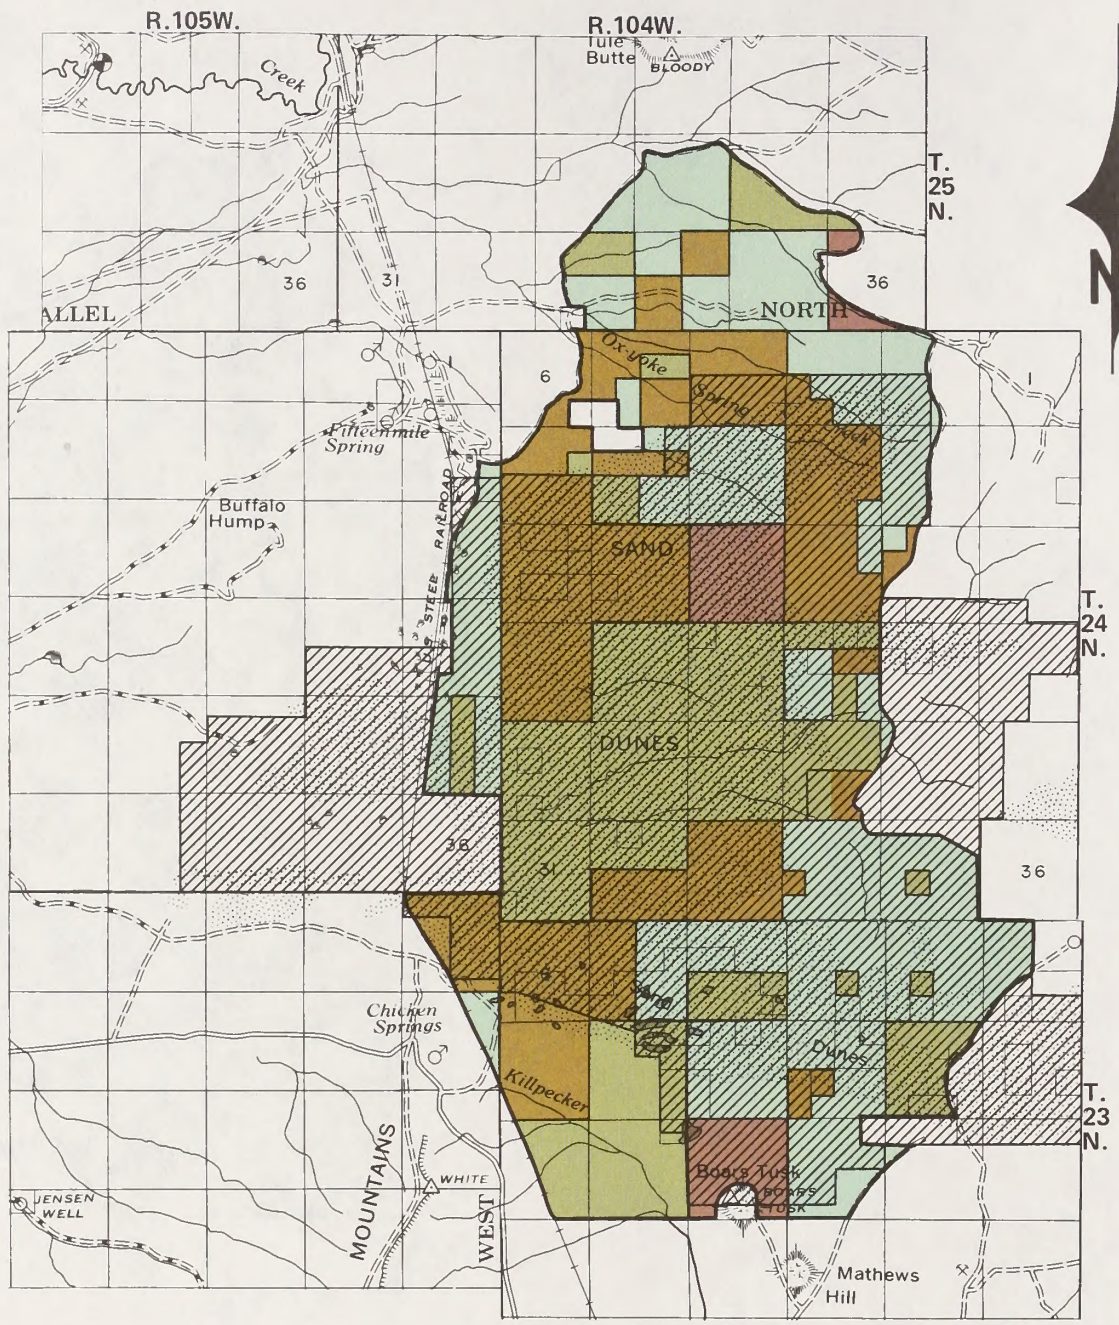 R.105W.
R.104W.
Tule
Butte
BLOODY
Creek
T.
25
N.
36
31
36
ALLEL
NORTH
N
Ox-yoke
Spring
Creek
6
1
1
Fifteenmile
Spring
Buffalo
Hump
U.S. STEEL RAILROAD
SAND
T.
24
N.
DUNES
36
31
36
6
Sand
Dunes
Chicken
Springs
Killpecker
T.
23
N.
MOUNTAINS
WHITE
WEST
JENSEN
WELL
Boars Tusk
BOARS
TUSK
Mathews
Hill